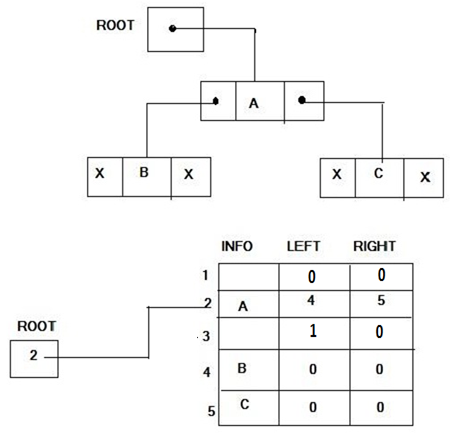 ROOT
A
X B X
X C X
INFO LEFT RIGHT
1 0 0
2 A 4 5
ROOT
3 1 0
2
4 B 0 0
5 C 0 0